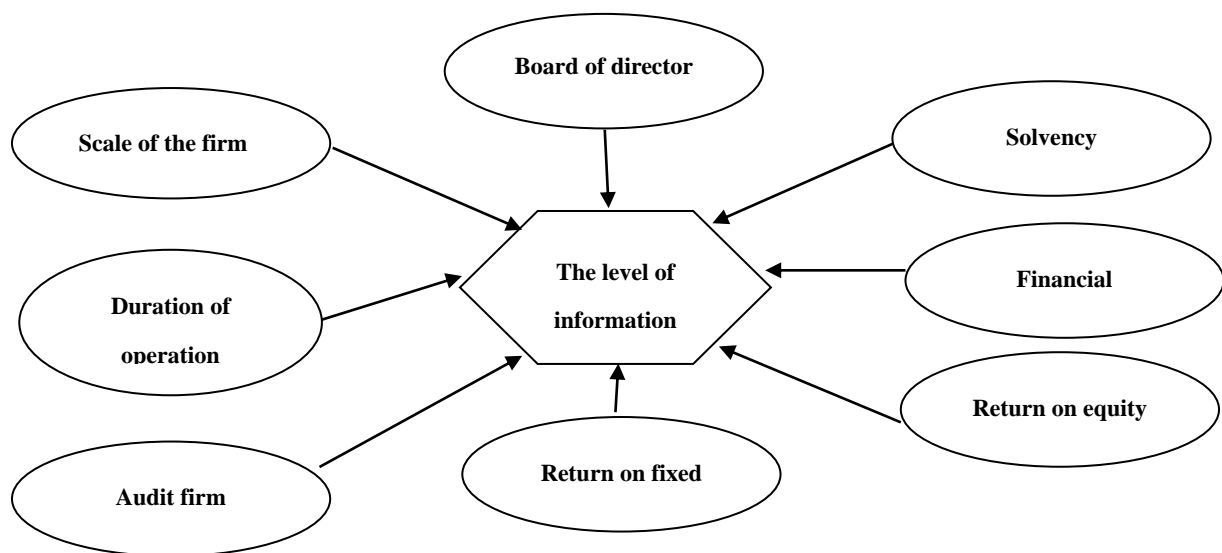 Board of director
Scale of the firm
Solvency
The level of
information
Financial
Duration of
operation
Return on equity
Audit firm
Return on fixed